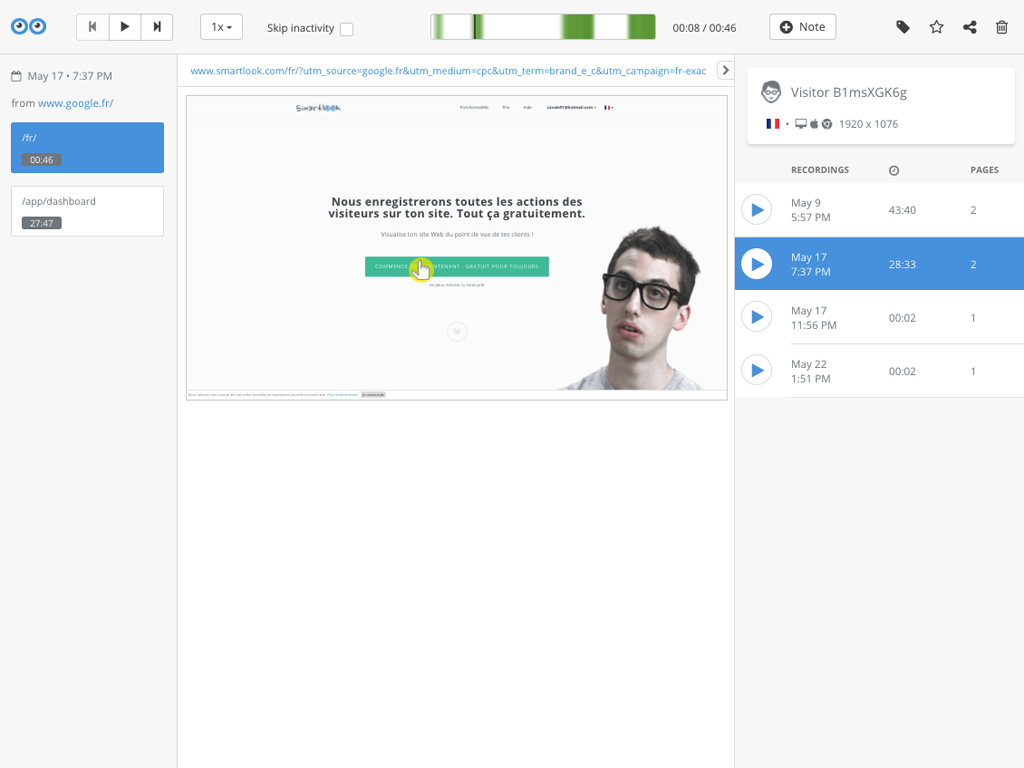 1x
Skip inactivity
00:08 / 00:46
Note
May 17 • 7:37 PM
from www.google.fr/
/fr/
00:46
/app/dashboard
27:47
www.smartlook.com/fr/?utm_source=google.fr&utm_medium=cpc&utm_term=brand_e_c&utm_campaign=fr-exac
smartlook
Fonctionnalités Prix Aide
Nous enregistrerons toutes les actions des
visiteurs sur ton site. Tout ça gratuitement.
Visualise ton site Web du point de vue de tes clients !
COMMENCE MAINTENANT - GRATUIT POUR TOUJOURS
Visitor B1msXGK6g
1920 x 1076
RECORDINGS PAGES
May 9
5:57 PM 43:40 2
May 17
7:37 PM 28:33 2
May 17
11:56 PM 00:02 1
May 22
1:51 PM 00:02 1